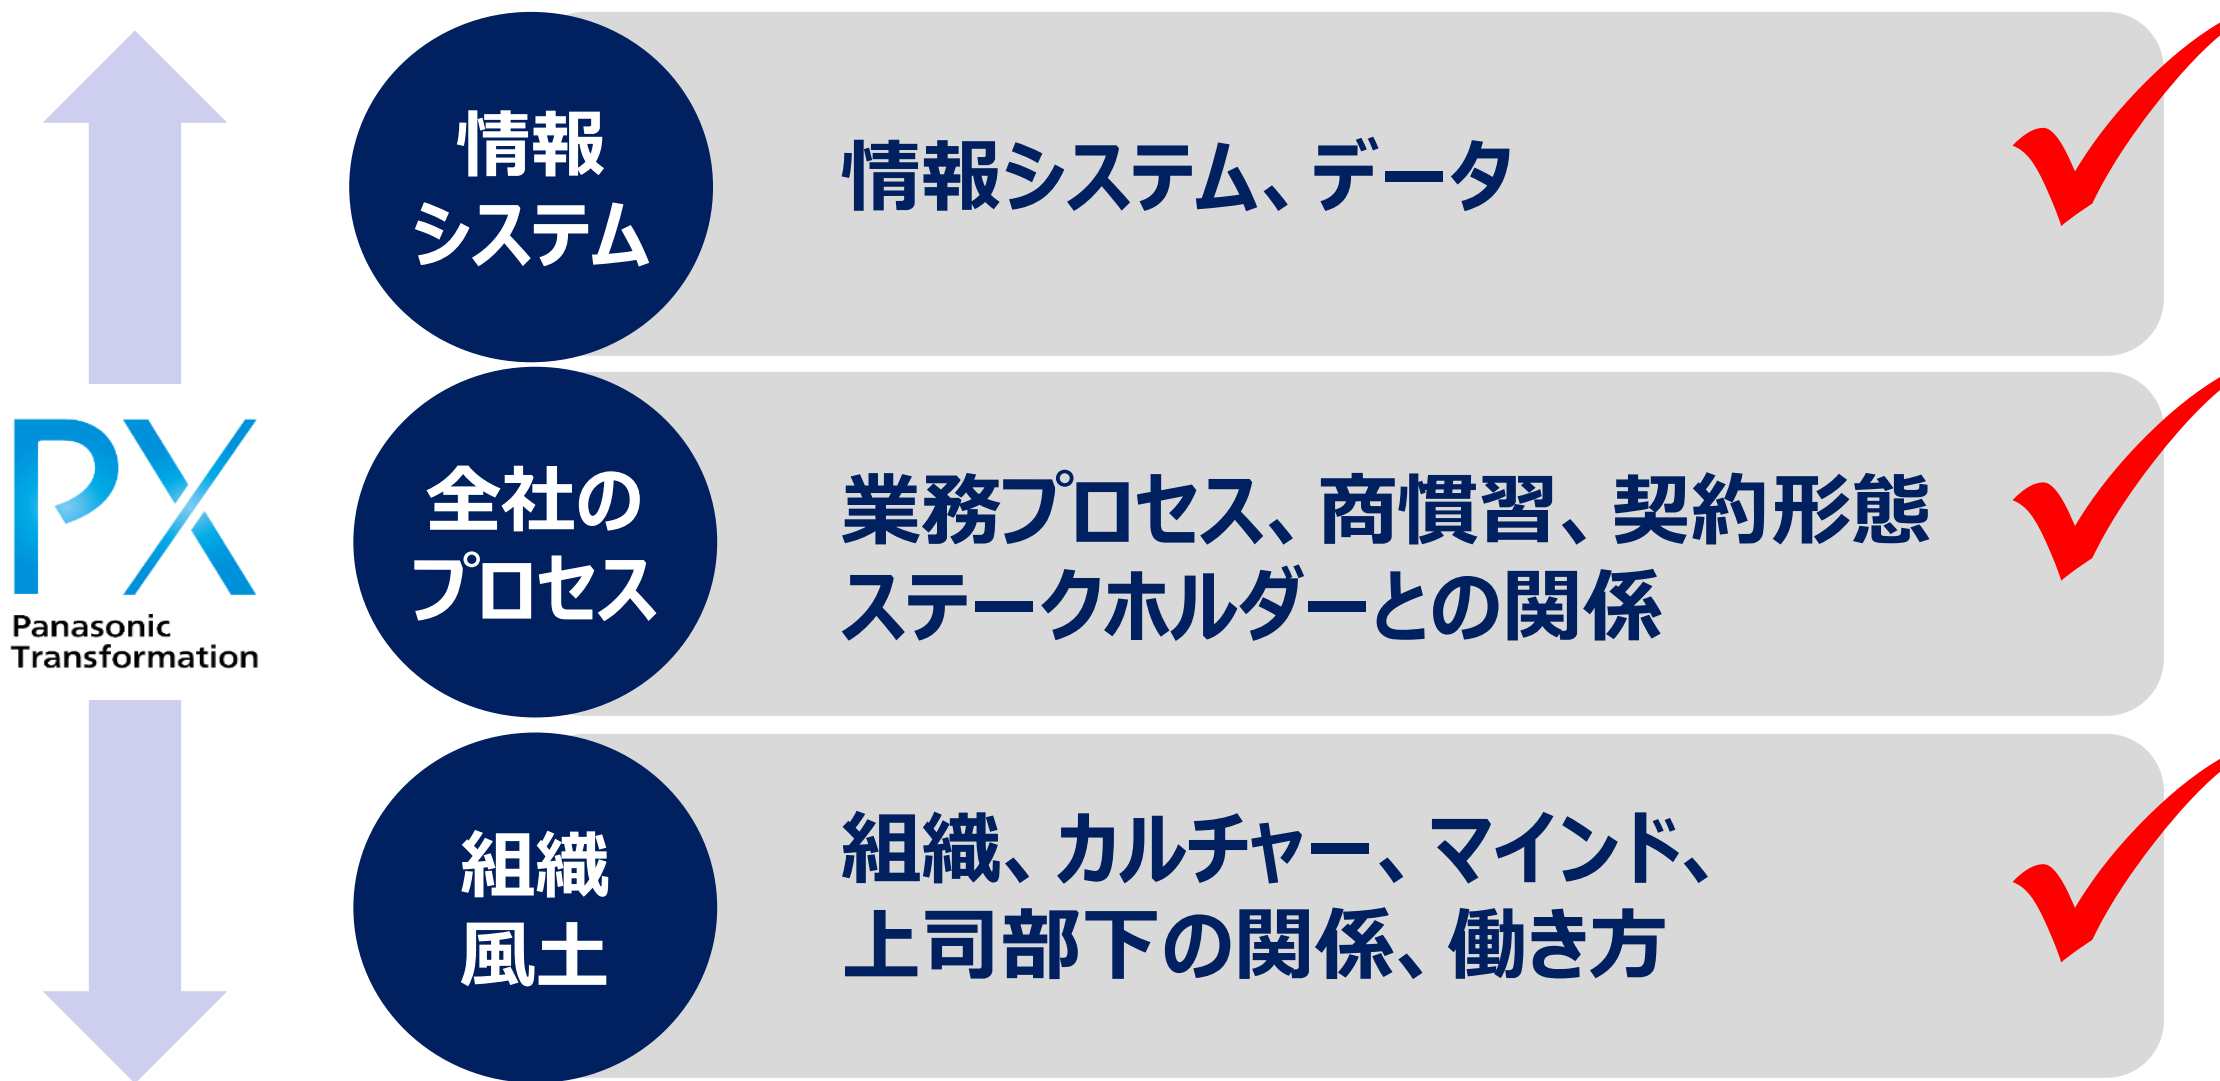 情報
システム
情報システム、データ
PX
Panasonic
Transformation
全社の
プロセス
業務プロセス、商慣習、契約形態
ステークホルダーとの関係
組織
風土
組織、カルチャー、マインド、
上司部下の関係、働き方